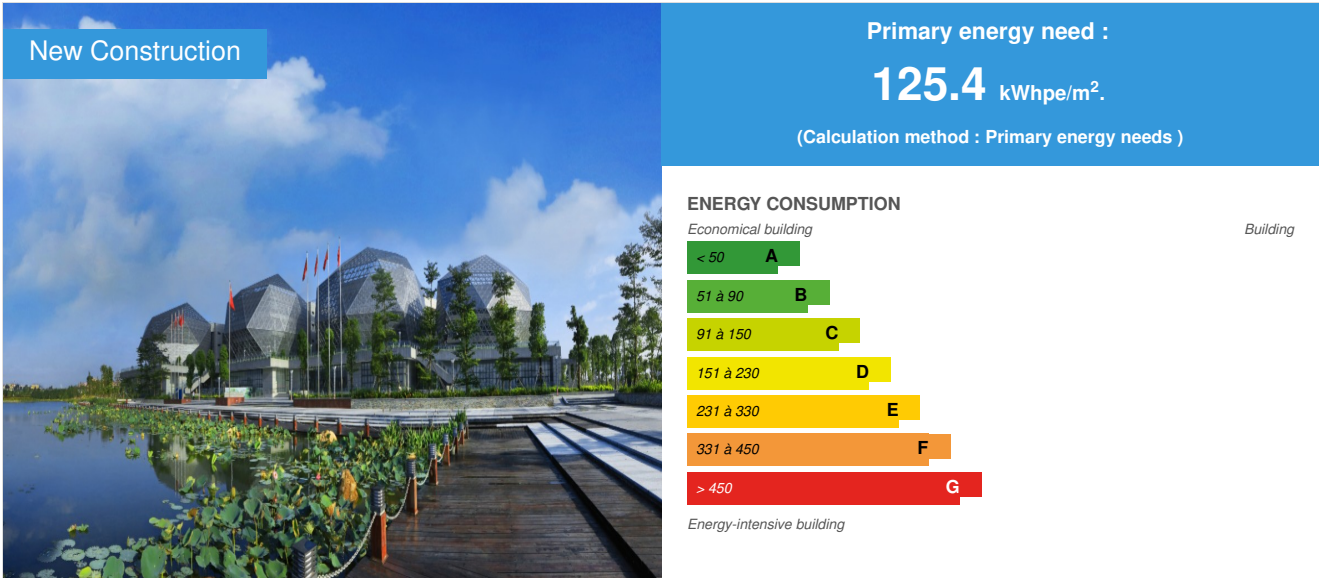 New Construction
Primary energy need :
125.4 kWhpe/m².
(Calculation method : Primary energy needs )
ENERGY CONSUMPTION
Economical building Building
< 50 A
51 à 90 B
91 à 150 C
151 à 230 D
231 à 330 E
331 à 450 F
> 450 G
Energy-intensive building